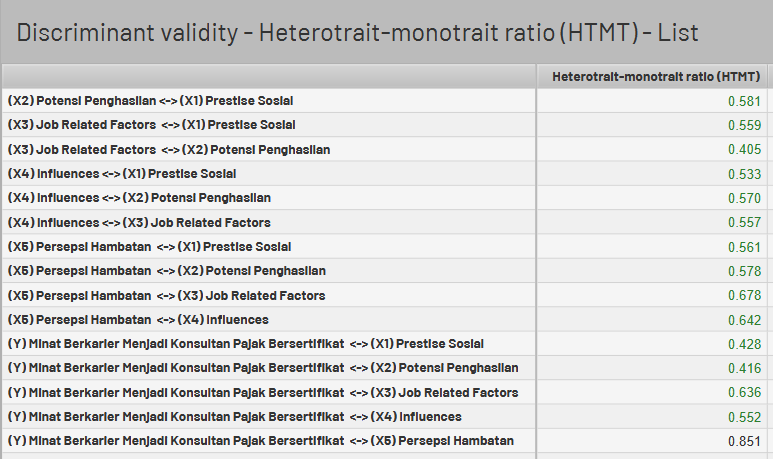 Discriminant validity - Heterotrait-monotrait ratio (HTMT) - List
Heterotrait-monotrait ratio (HTMT)
(X2) Potensi Penghasilan <-> (X1) Prestise Sosial 0.581
(X3) Job Related Factors <-> (X1) Prestise Sosial 0.559
(X3) Job Related Factors <-> (X2) Potensi Penghasilan 0.405
(X4) Influences <-> (X1) Prestise Sosial 0.533
(X4) Influences <-> (X2) Potensi Penghasilan 0.570
(X4) Influences <-> (X3) Job Related Factors 0.557
(X5) Persepsi Hambatan <-> (X1) Prestise Sosial 0.561
(X5) Persepsi Hambatan <-> (X2) Potensi Penghasilan 0.578
(X5) Persepsi Hambatan <-> (X3) Job Related Factors 0.678
(X5) Persepsi Hambatan <-> (X4) Influences 0.642
(Y) Minat Berkarier Menjadi Konsultan Pajak Bersertifikat <-> (X1) Prestise Sosial 0.428
(Y) Minat Berkarier Menjadi Konsultan Pajak Bersertifikat <-> (X2) Potensi Penghasilan 0.416
(Y) Minat Berkarier Menjadi Konsultan Pajak Bersertifikat <-> (X3) Job Related Factors 0.636
(Y) Minat Berkarier Menjadi Konsultan Pajak Bersertifikat <-> (X4) Influences 0.552
(Y) Minat Berkarier Menjadi Konsultan Pajak Bersertifikat <-> (X5) Persepsi Hambatan 0.851